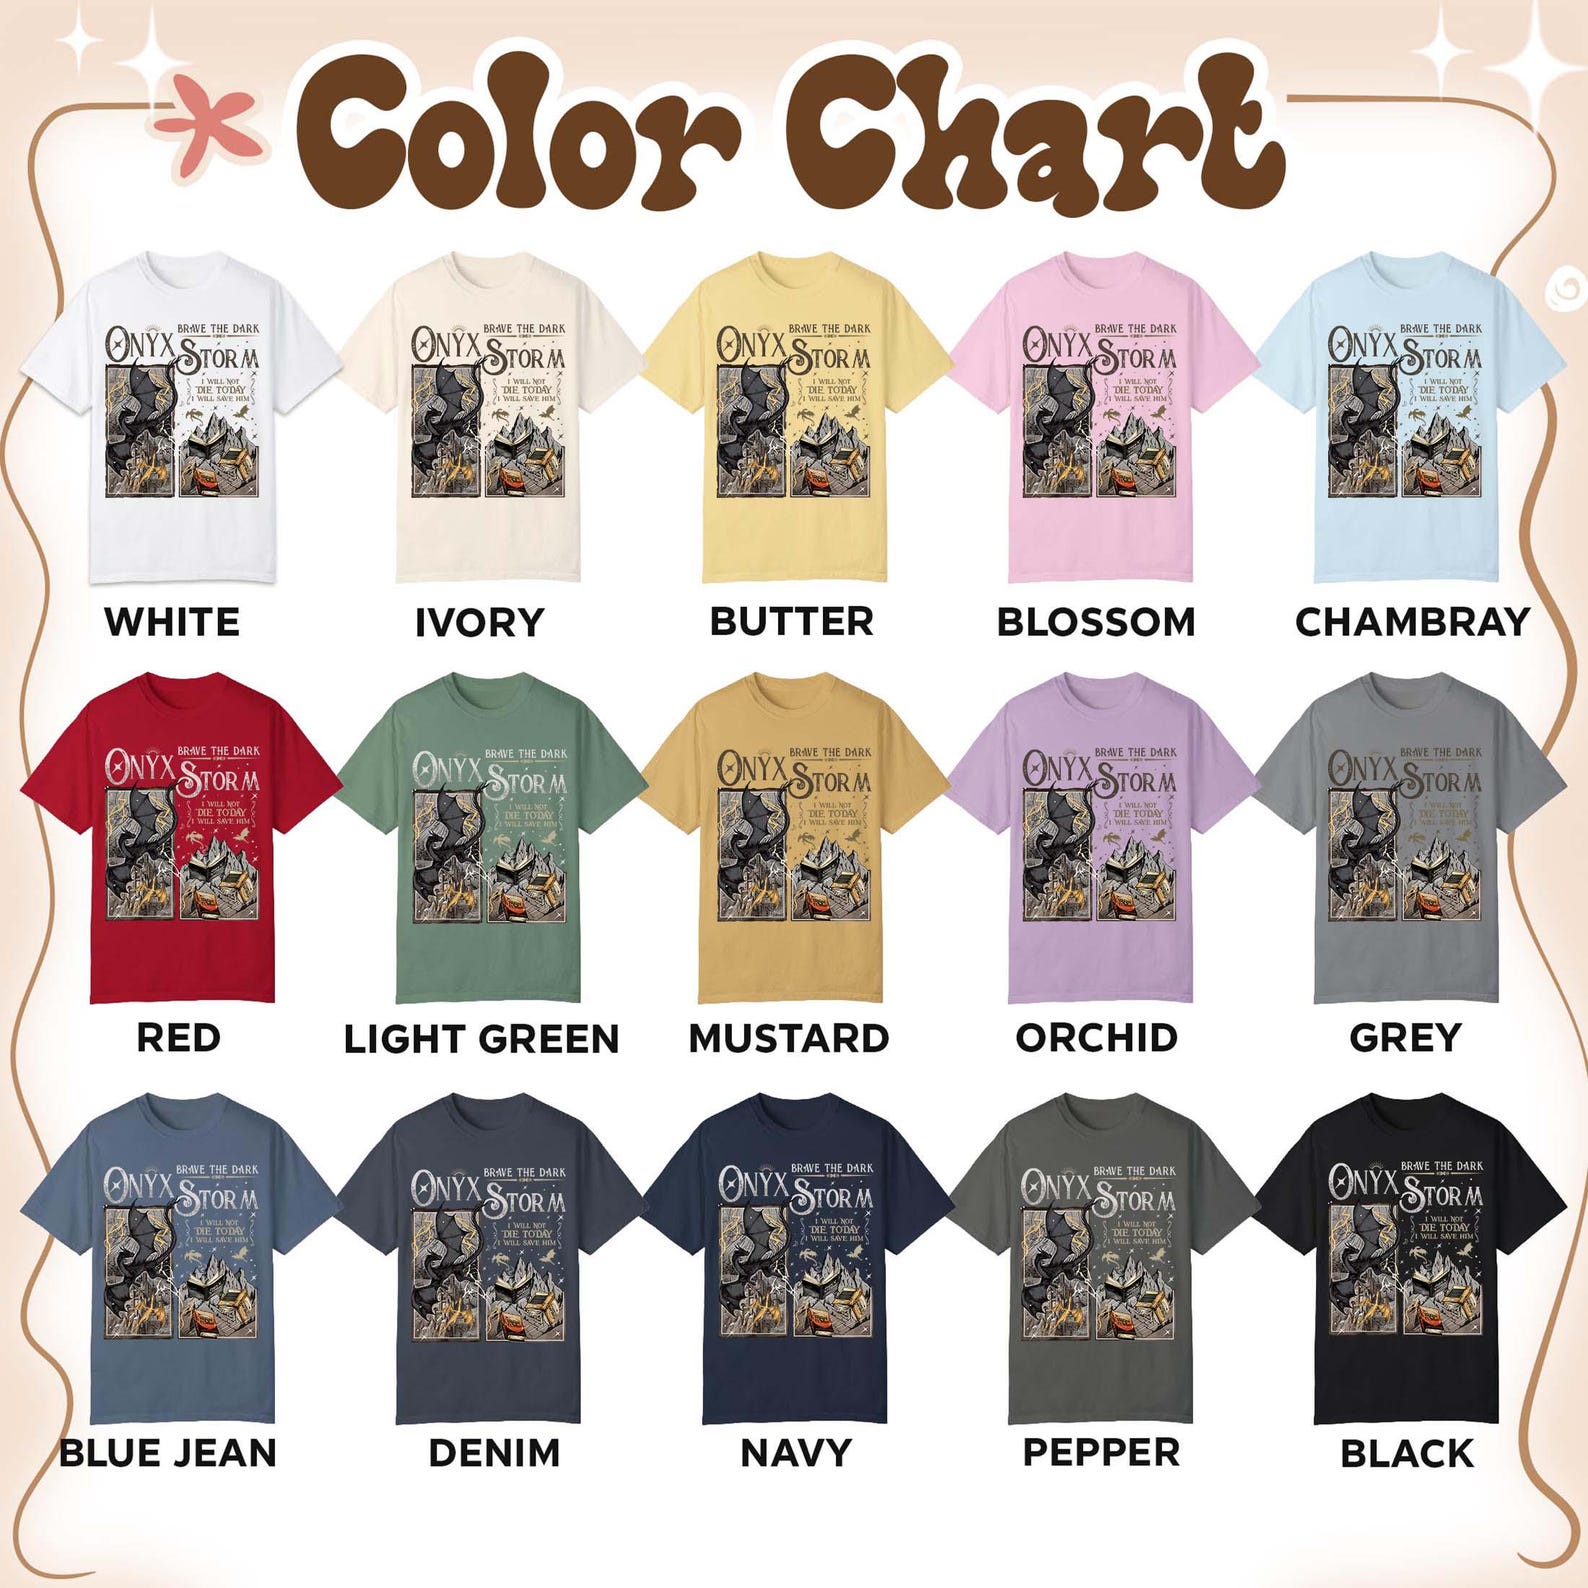 Color Chart
ONYX BRAVE THE DARK
STORM
I WILL NOT
DIE TODAY
I WILL SAVE HIM
ONYX BRAVE THE DARK
STORM
I WILL NOT
DIE TODAY
I WILL SAVE HIM
ONYX BRAVE THE DARK
STORM
I WILL NOT
DIE TODAY
I WILL SAVE HIM
ONYX BRAVE THE DARK
STORM
I WILL NOT
DIE TODAY
I WILL SAVE HIM
ONYX BRAVE THE DARK
STORM
I WILL NOT
DIE TODAY
I WILL SAVE HIM
WHITE
IVORY
BUTTER
BLOSSOM
CHAMBRAY
ONYX BRAVE THE DARK
STORM
I WILL NOT
DIE TODAY
I WILL SAVE HIM
ONYX BRAVE THE DARK
STORM
I WILL NOT
DIE TODAY
I WILL SAVE HIM
ONYX BRAVE THE DARK
STORM
I WILL NOT
DIE TODAY
I WILL SAVE HIM
ONYX BRAVE THE DARK
STORM
I WILL NOT
DIE TODAY
I WILL SAVE HIM
ONYX BRAVE THE DARK
STORM
I WILL NOT
DIE TODAY
I WILL SAVE HIM
RED
LIGHT GREEN
MUSTARD
ORCHID
GREY
ONYX BRAVE THE DARK
STORM
I WILL NOT
DIE TODAY
I WILL SAVE HIM
ONYX BRAVE THE DARK
STORM
I WILL NOT
DIE TODAY
I WILL SAVE HIM
ONYX BRAVE THE DARK
STORM
I WILL NOT
DIE TODAY
I WILL SAVE HIM
ONYX BRAVE THE DARK
STORM
I WILL NOT
DIE TODAY
I WILL SAVE HIM
ONYX BRAVE THE DARK
STORM
I WILL NOT
DIE TODAY
I WILL SAVE HIM
BLUE JEAN
DENIM
NAVY
PEPPER
BLACK